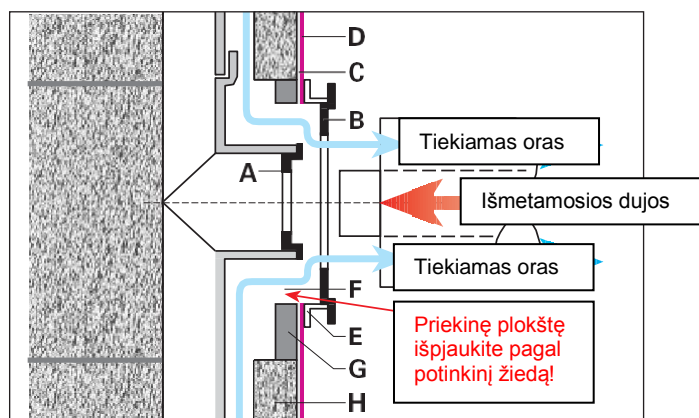 D
C
B
Tiekiamas oras
A
Išmetamosios dujos
Tiekiamas oras
F
E
Priekinę plokštę
išpjaukite pagal
potinkinį žiedą!
G
H